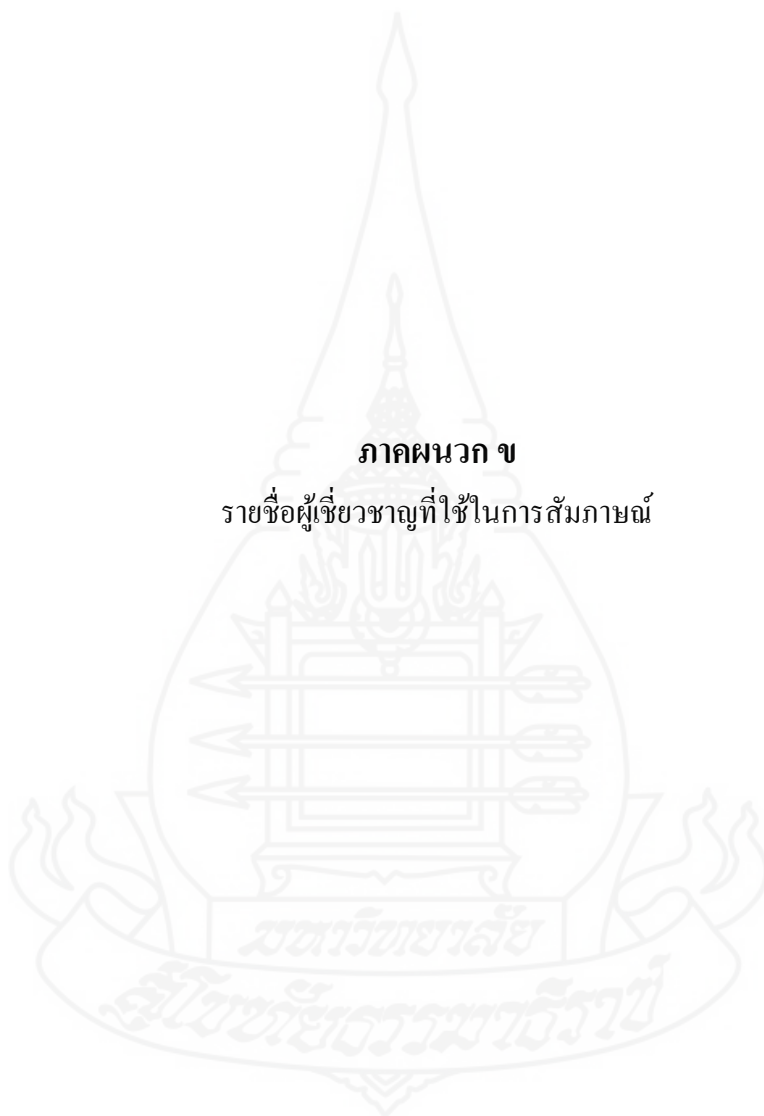 ภาคผนวก ข
รายชื่อผู้เชี่ยวชาญที่ใช้ในการสัมภาษณ์
มหาวิทยาลัย
สุโขทัยธรรมาธิราช